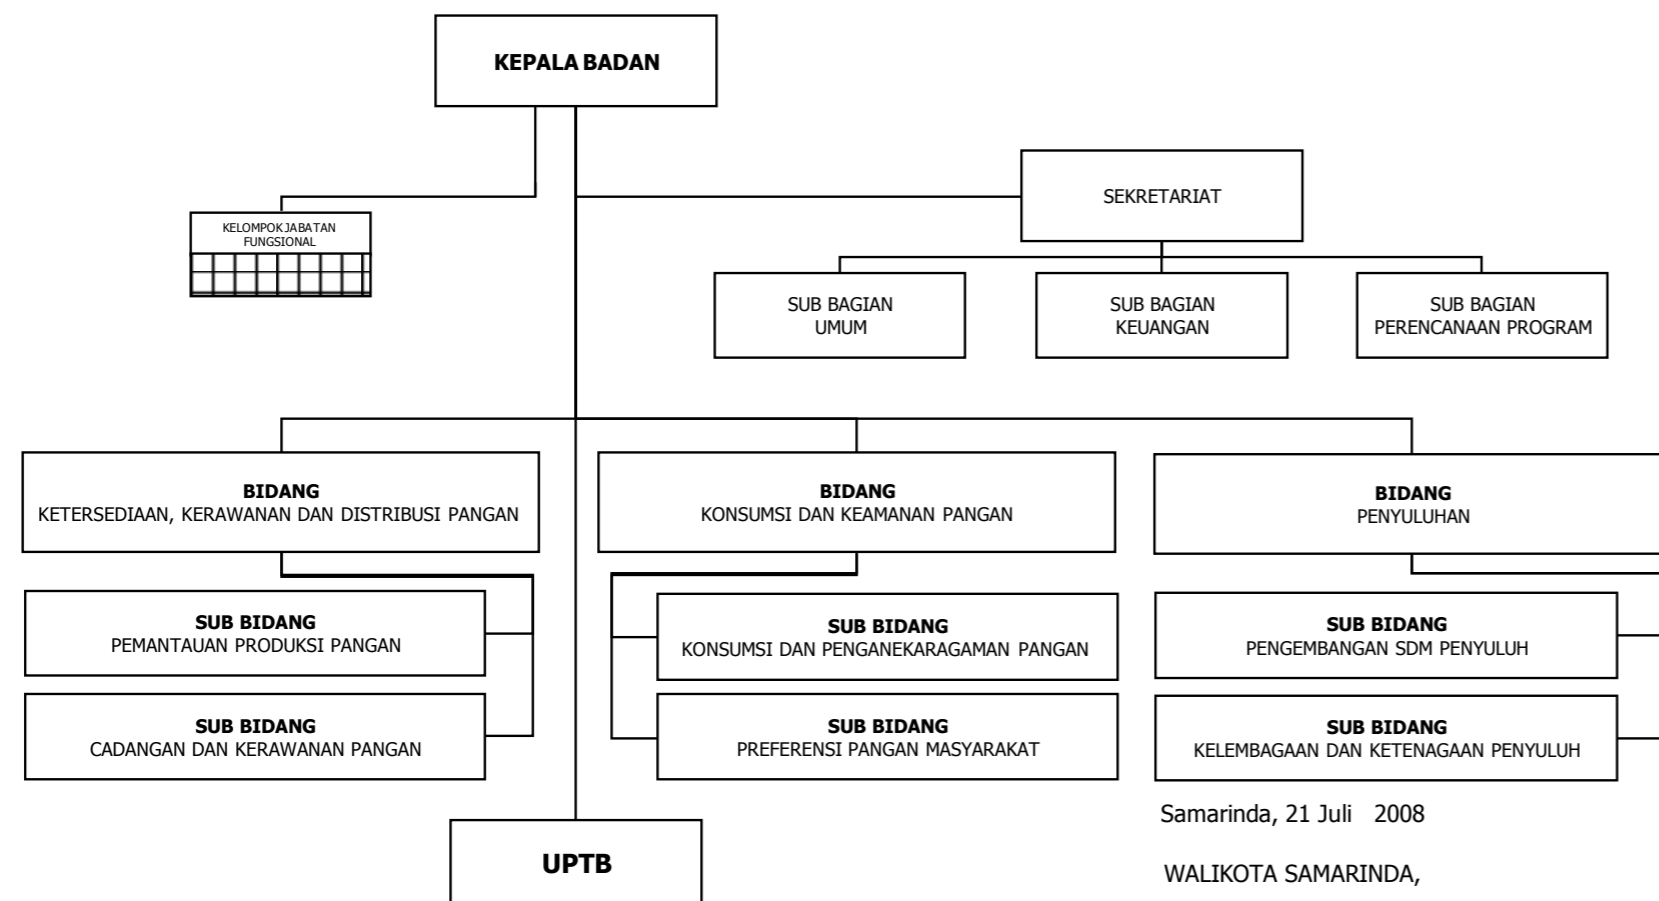 KEPALA BADAN
SEKRETARIAT
KELOMPOK JABATAN
FUNGSIONAL
SUB BAGIAN
UMUM
SUB BAGIAN
KEUANGAN
SUB BAGIAN
PERENCANAAN PROGRAM
BIDANG
KETERSEDIAAN, KERAWANAN DAN DISTRIBUSI PANGAN
BIDANG
KONSUMSI DAN KEAMANAN PANGAN
BIDANG
PENYULUHAN
SUB BIDANG
PEMANTAUAN PRODUKSI PANGAN
SUB BIDANG
KONSUMSI DAN PENGANEKARAGAMAN PANGAN
SUB BIDANG
PENGEMBANGAN SDM PENYULUH
SUB BIDANG
CADANGAN DAN KERAWANAN PANGAN
SUB BIDANG
PREFERENSI PANGAN MASYARAKAT
SUB BIDANG
KELEMBAGAAN DAN KETENAGAAN PENYULUH
Samarinda, 21 Juli 2008
UPTB
WALIKOTA SAMARINDA,